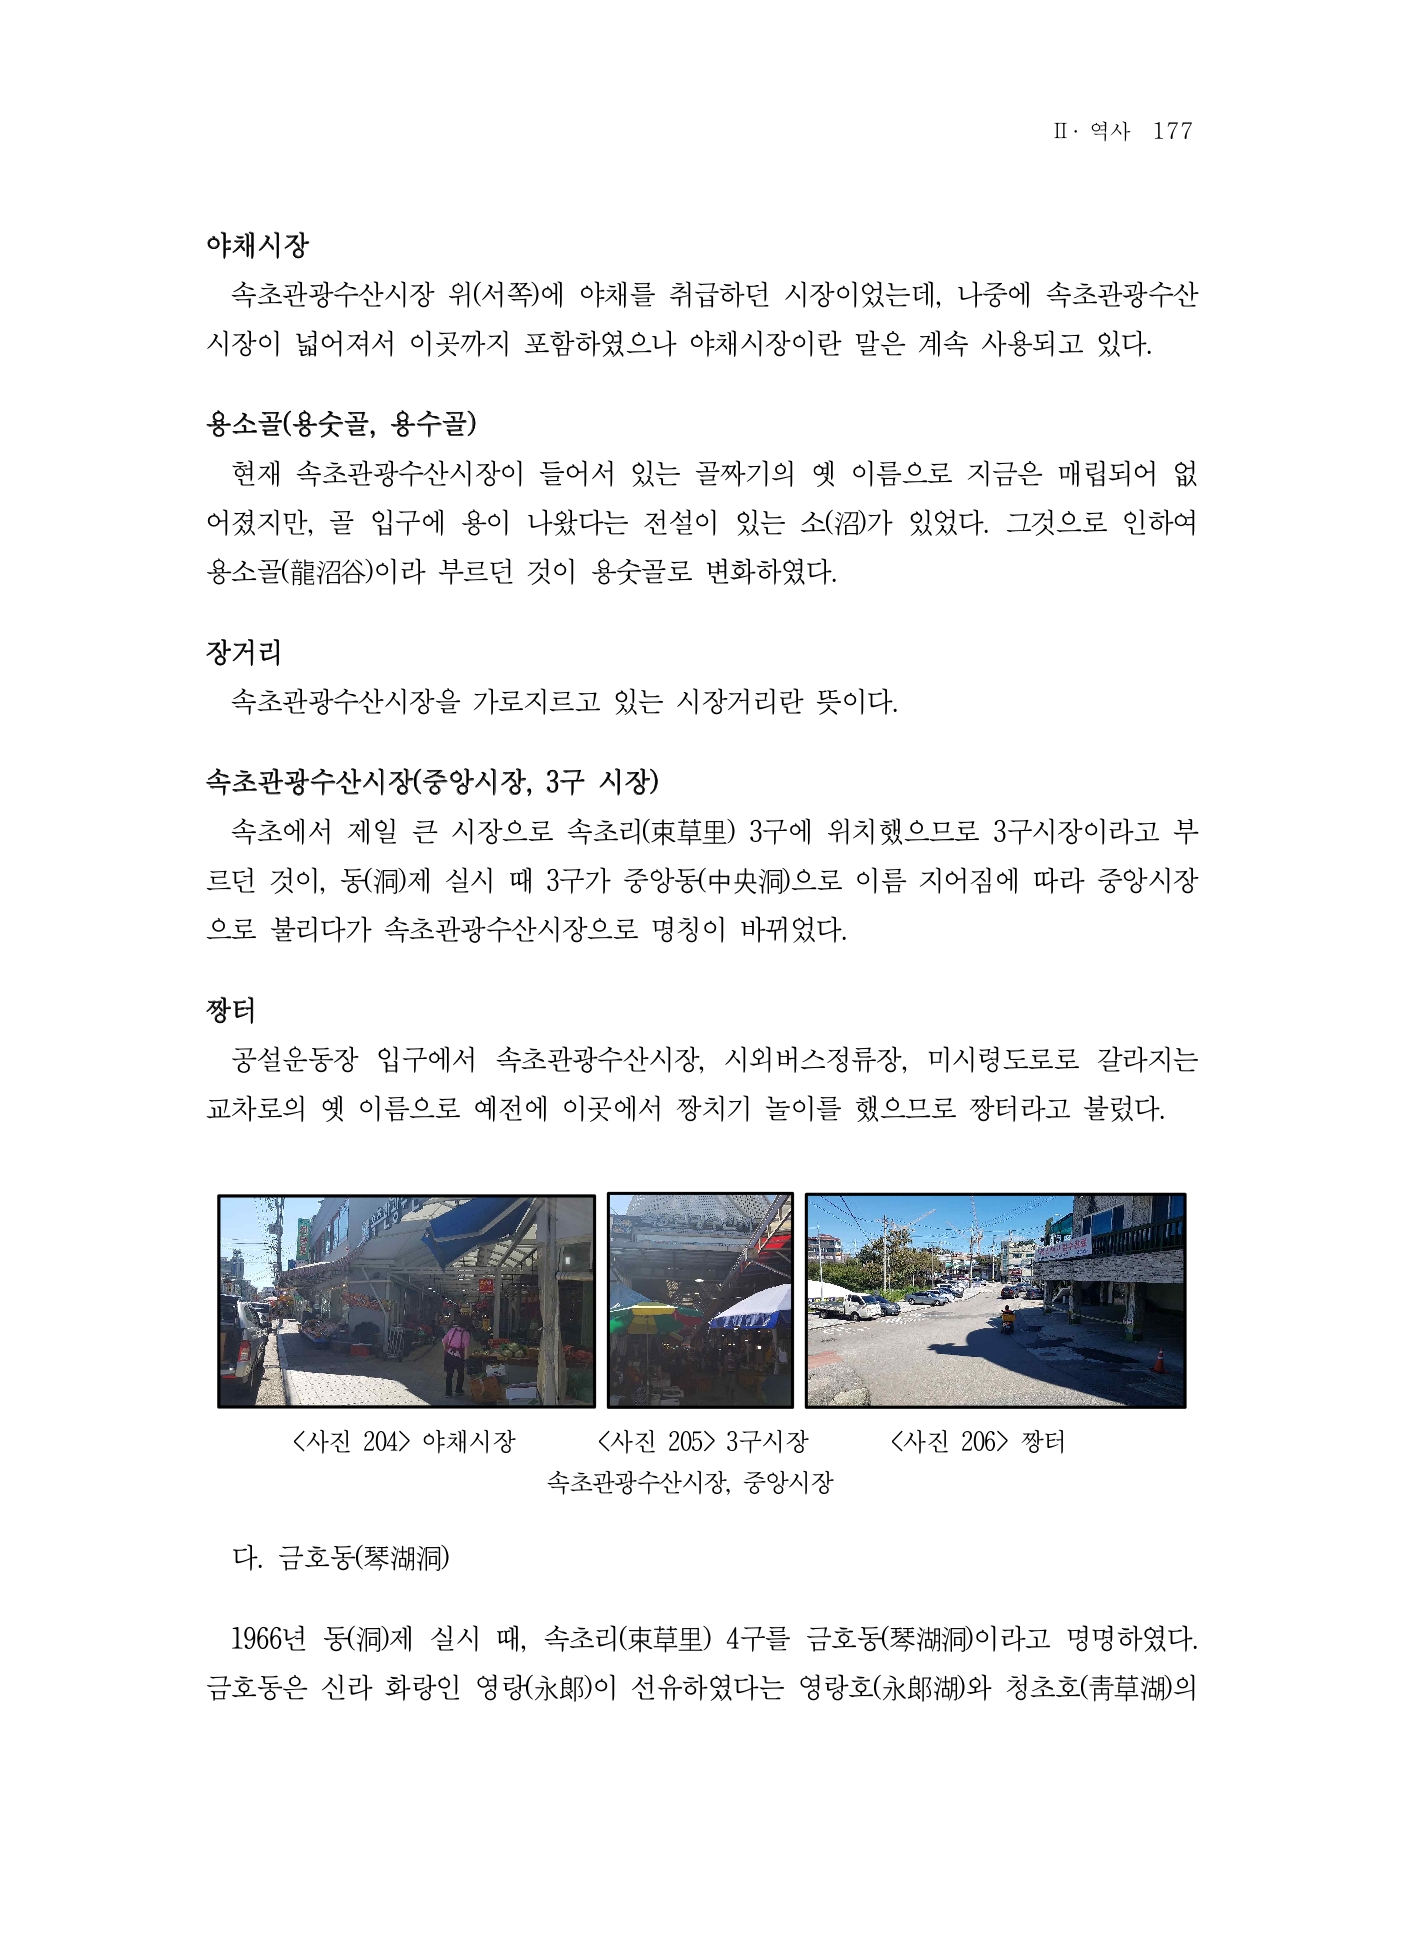 Ⅱ· 역사 177
야채시장
속초관광수산시장 위(서쪽)에 야채를 취급하던 시장이었는데, 나중에 속초관광수산
시장이 넓어져서 이곳까지 포함하였으나 야채시장이란 말은 계속 사용되고 있다.
용소골(용숫골, 용수골)
현재 속초관광수산시장이 들어서 있는 골짜기의 옛 이름으로 지금은 매립되어 없
어졌지만, 골 입구에 용이 나왔다는 전설이 있는 소(沼)가 있었다. 그것으로 인하여
용소골(龍沼谷)이라 부르던 것이 용숫골로 변화하였다.
장거리
속초관광수산시장을 가로지르고 있는 시장거리란 뜻이다.
속초관광수산시장(중앙시장, 3구 시장)
속초에서 제일 큰 시장으로 속초리(束草里) 3구에 위치했으므로 3구시장이라고 부
르던 것이, 동(洞)제 실시 때 3구가 중앙동(中央洞)으로 이름 지어짐에 따라 중앙시장
으로 불리다가 속초관광수산시장으로 명칭이 바뀌었다.
짱터
공설운동장 입구에서 속초관광수산시장, 시외버스정류장, 미시령도로로 갈라지는
교차로의 옛 이름으로 예전에 이곳에서 짱치기 놀이를 했으므로 짱터라고 불렀다.
<사진 204> 야채시장 <사진 205> 3구시장 <사진 206> 짱터
속초관광수산시장, 중앙시장
다. 금호동(琴湖洞)
1966년 동(洞)제 실시 때, 속초리(束草里) 4구를 금호동(琴湖洞)이라고 명명하였다.
금호동은 신라 화랑인 영랑(永郞)이 선유하였다는 영랑호(永郞湖)와 청초호(靑草湖)의